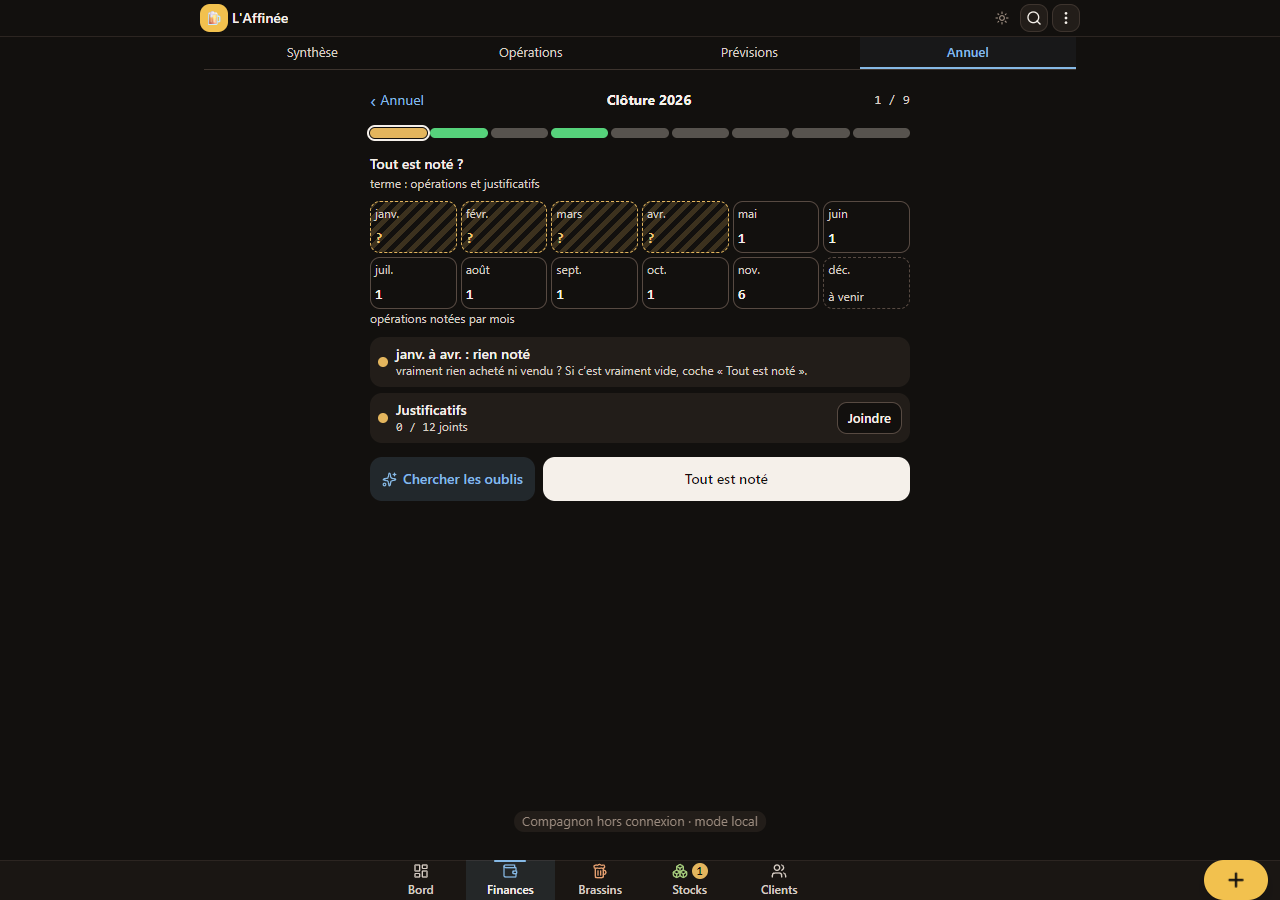 L'Affinée
Synthèse
Opérations
Prévisions
Annuel
‹ Annuel
Clôture 2026
1 / 9
Tout est noté ?
terme : opérations et justificatifs
janv.
?
févr.
?
mars
?
avr.
?
mai
1
juin
1
juil.
1
août
1
sept.
1
oct.
1
nov.
6
déc.
à venir
opérations notées par mois
janv. à avr. : rien noté
vraiment rien acheté ni vendu ? Si c'est vraiment vide, coche « Tout est noté ».
Justificatifs
0 / 12 joints
Joindre
Chercher les oublis
Tout est noté
Compagnon hors connexion · mode local
Bord
Finances
Brassins
1
Stocks
Clients